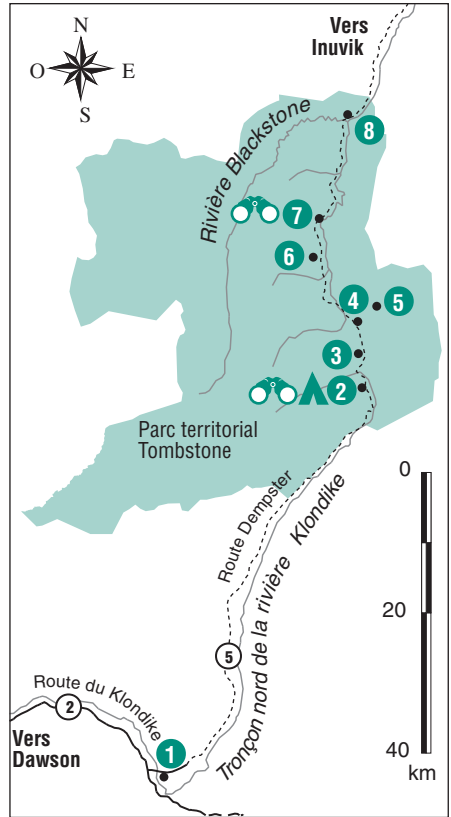 N
O E
S
Vers
Inuvik
8
Rivière Blackstone
7
6
4 5
3
2
Parc territorial
Tombstone
0
20
40
km
Route Dempster
Tronçon nord de la rivière Klondike
5
Route du Klondike
2
1
Vers
Dawson